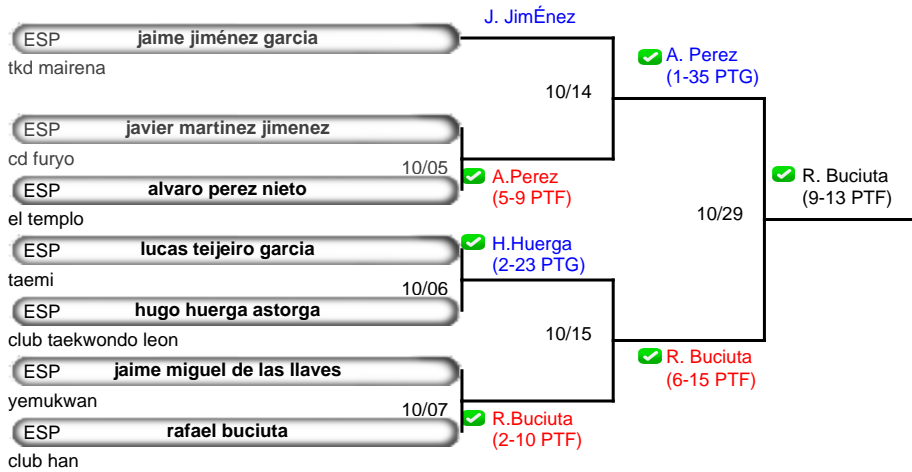 J. JimÉnez
ESP jaime jiménez garcia
tkd mairena
A. Perez
(1-35 PTG)
10/14
ESP javier martinez jimenez
cd furyo
10/05
ESP alvaro perez nieto
el templo
A.Perez
(5-9 PTF)
R. Buciuta
(9-13 PTF)
10/29
ESP lucas teijeiro garcia
taemi
H.Huerga
(2-23 PTG)
10/06
ESP hugo huerga astorga
club taekwondo leon
10/15
ESP jaime miguel de las llaves
yemukwan
R. Buciuta
(6-15 PTF)
10/07
ESP rafael buciuta
club han
R.Buciuta
(2-10 PTF)